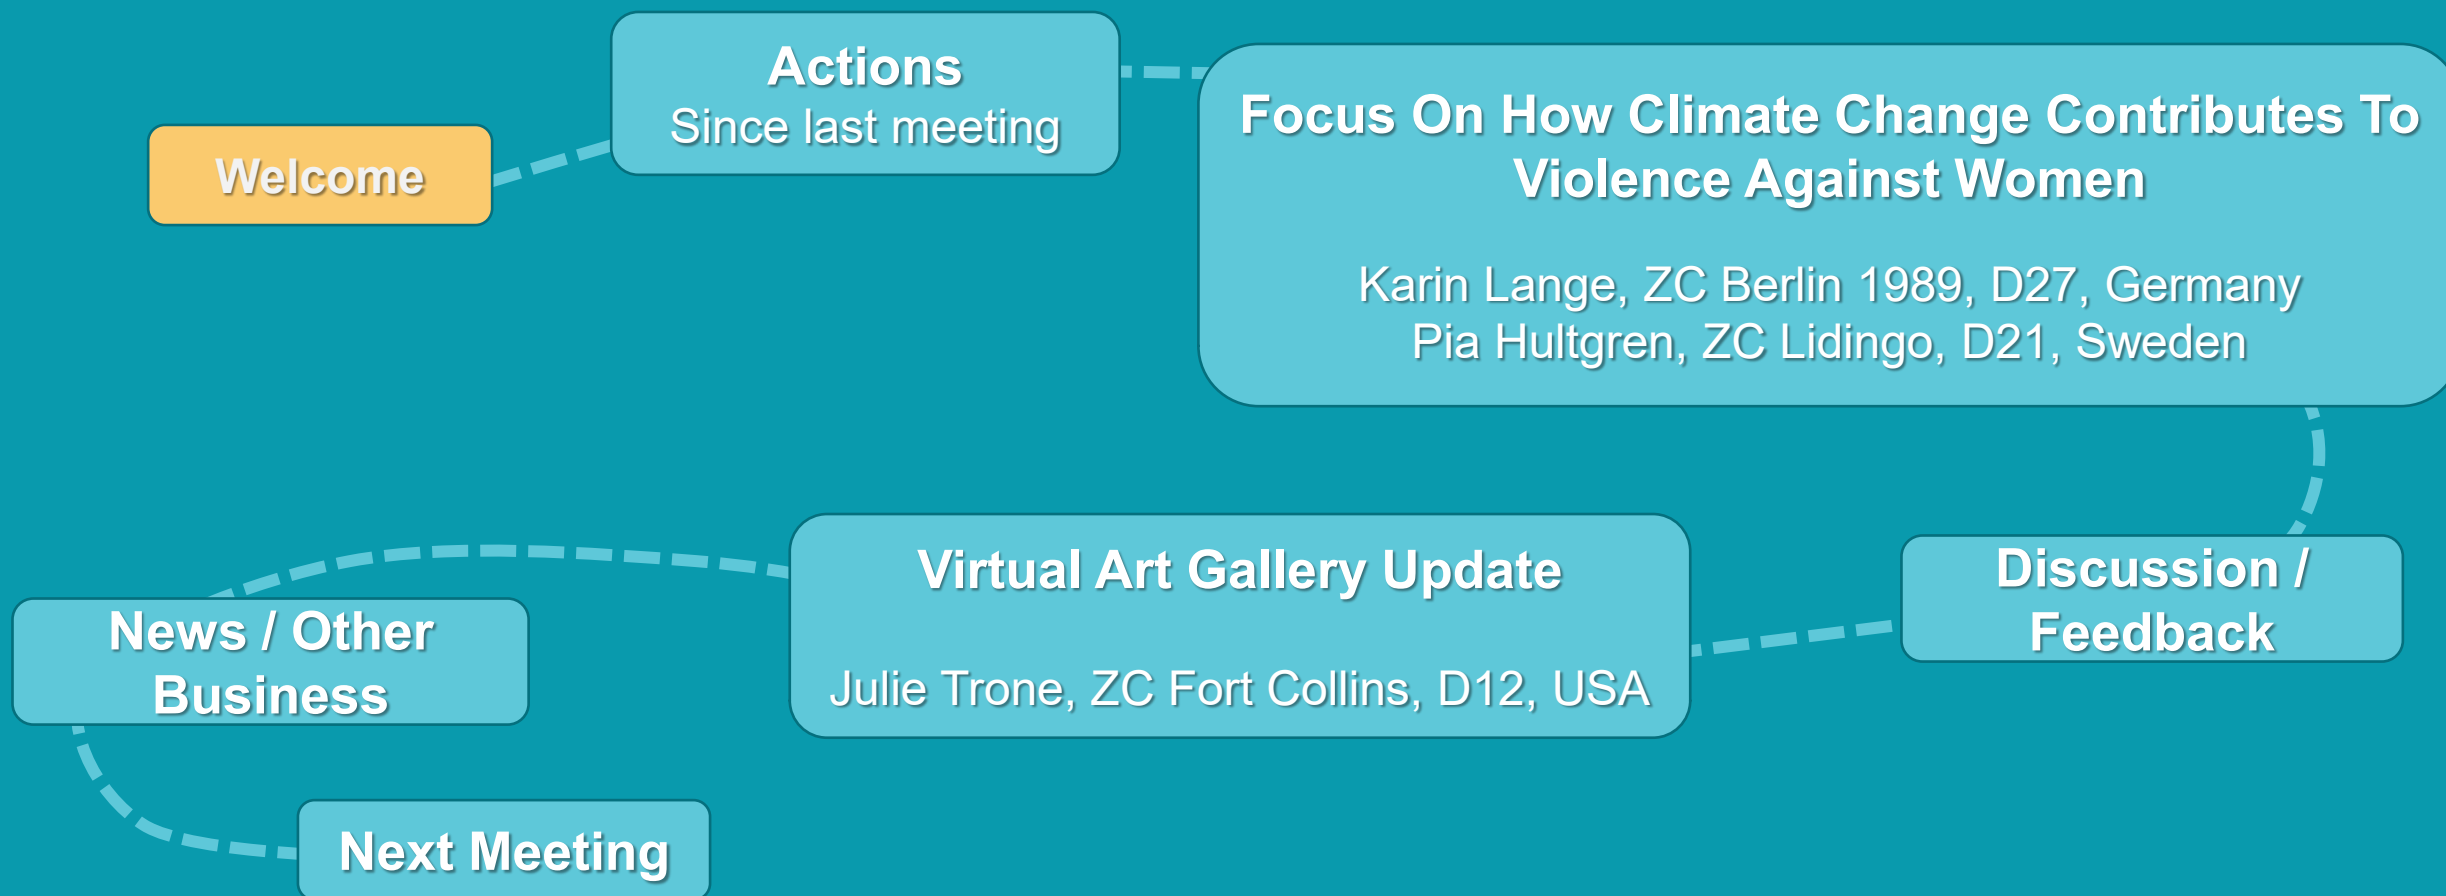 Welcome
Actions
Since last meeting
Focus On How Climate Change Contributes To
Violence Against Women
Karin Lange, ZC Berlin 1989, D27, Germany
Pia Hultgren, ZC Lidingo, D21, Sweden
Discussion /
Feedback
Virtual Art Gallery Update
Julie Trone, ZC Fort Collins, D12, USA
News / Other
Business
Next Meeting